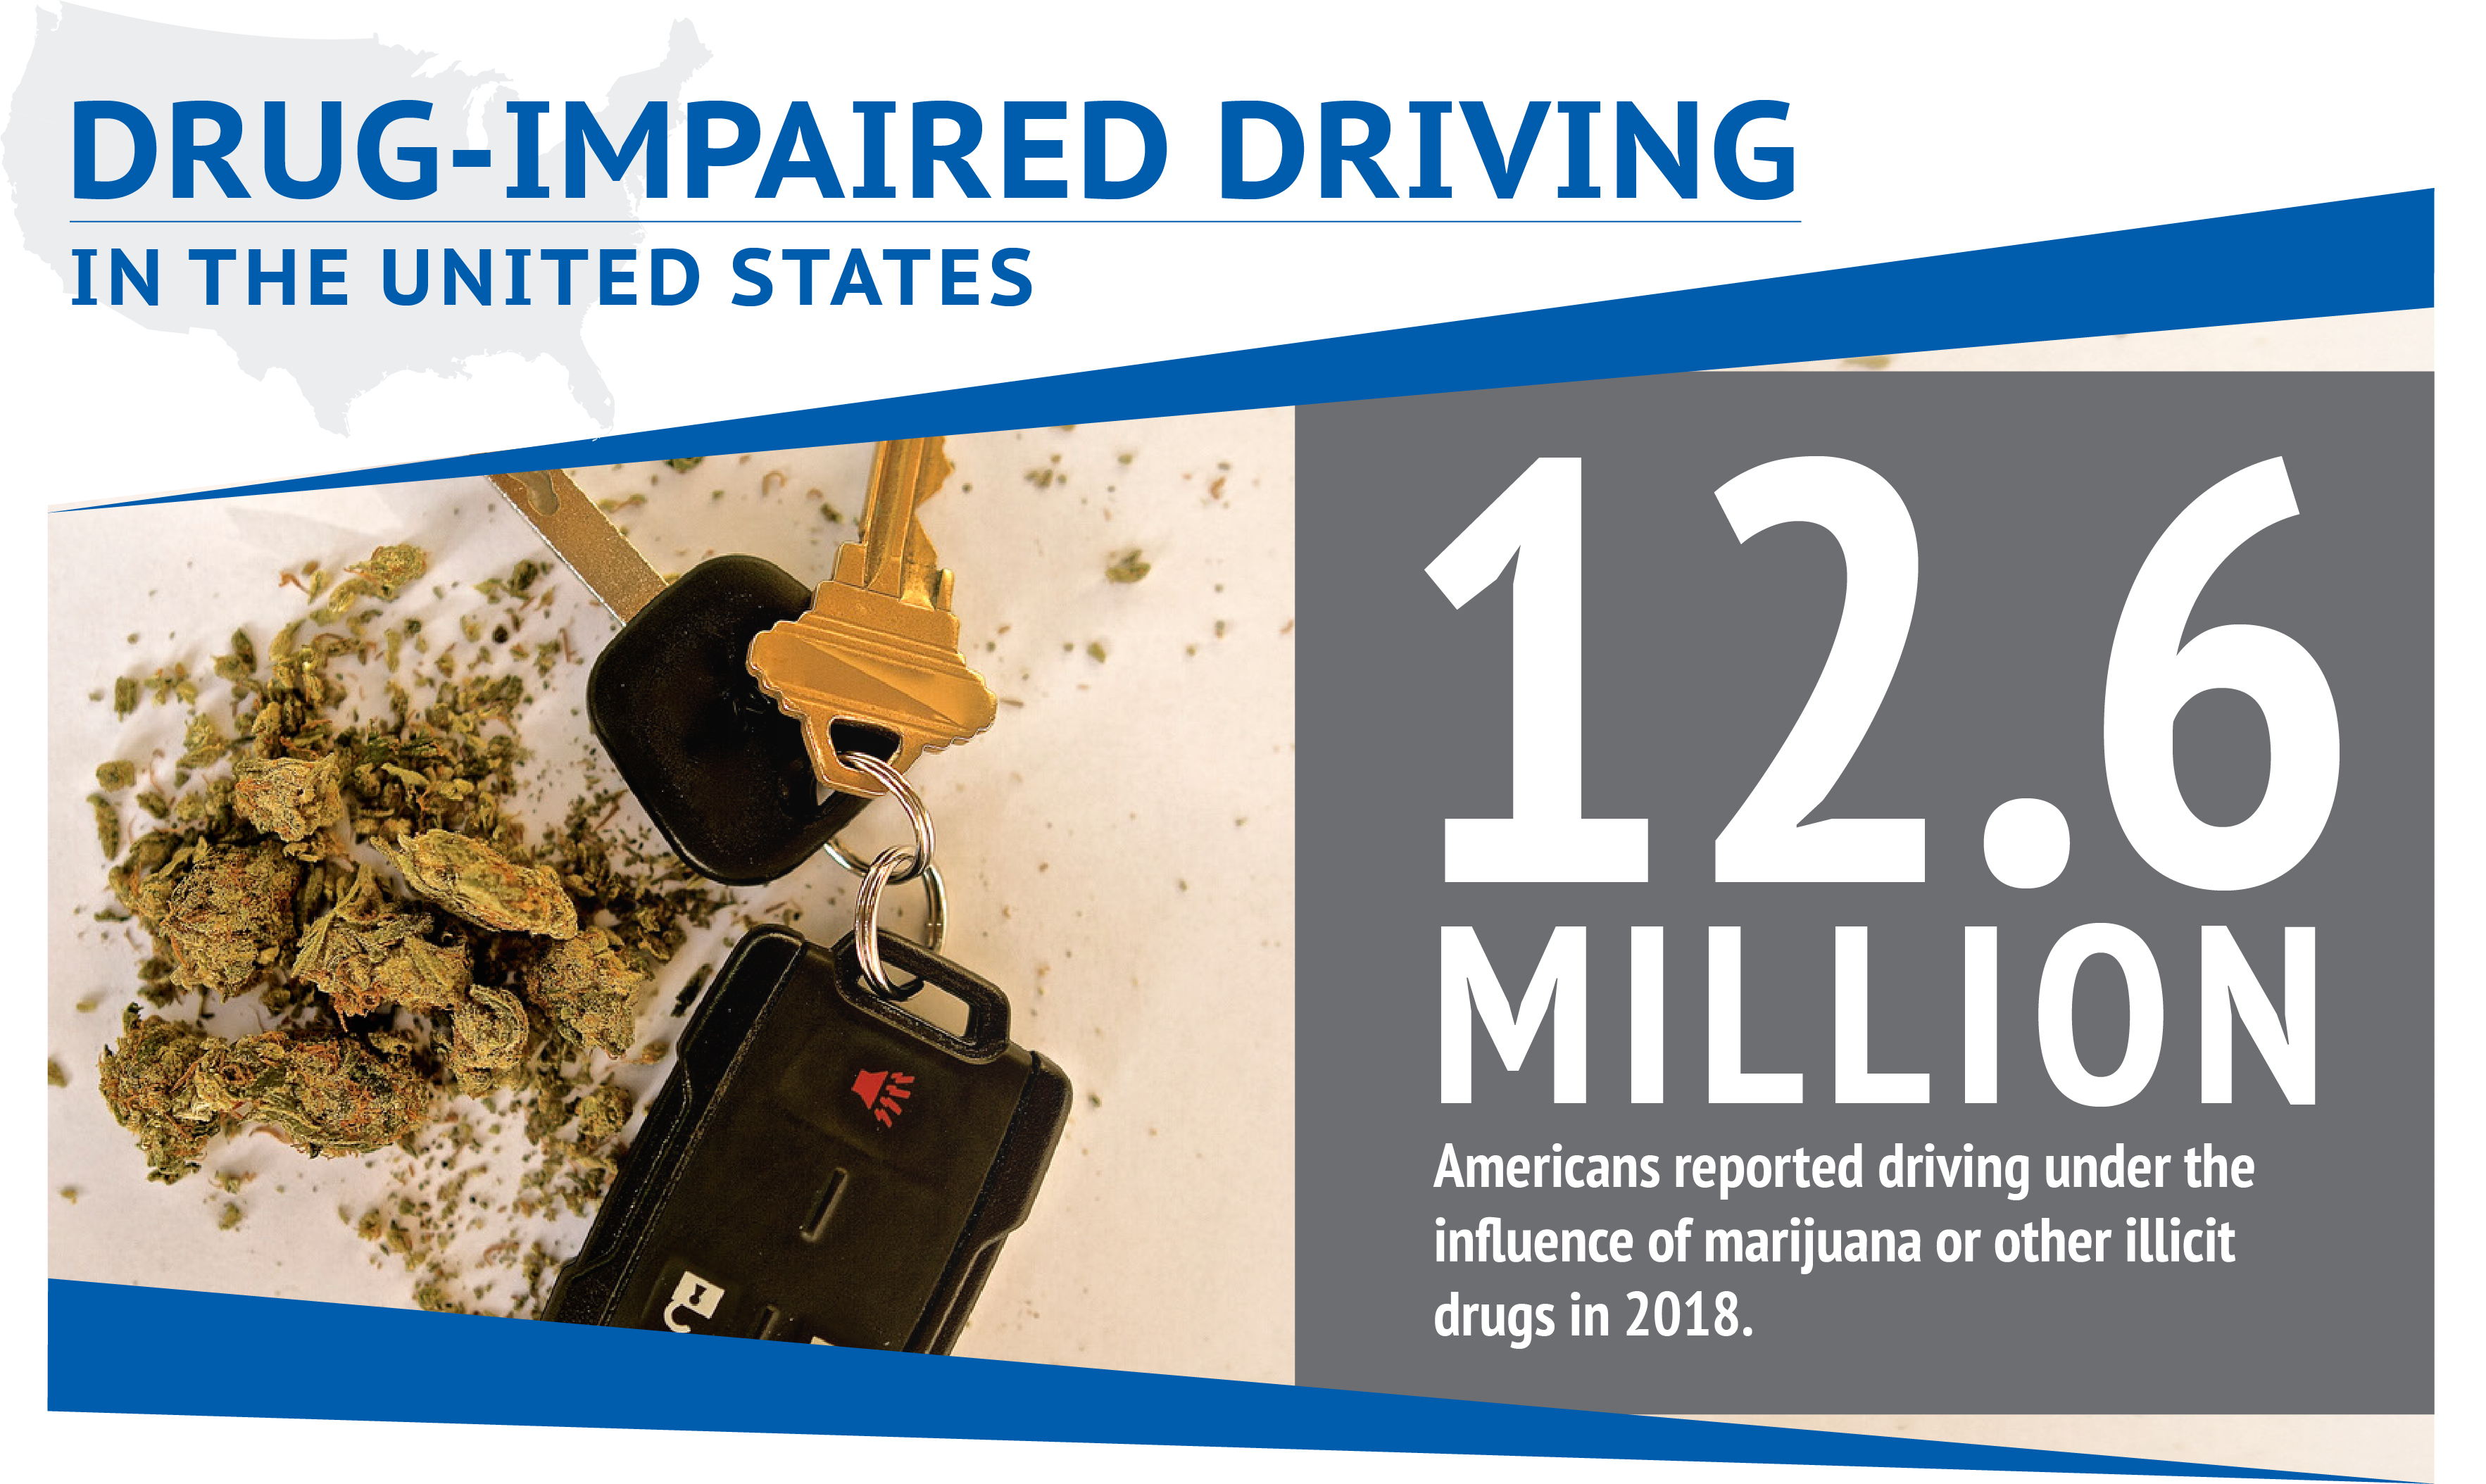 DRUG-IMPAIRED DRIVING
IN THE UNITED STATES
12.6
MILLION
Americans reported driving under the
influence of marijuana or other illicit
drugs in 2018.